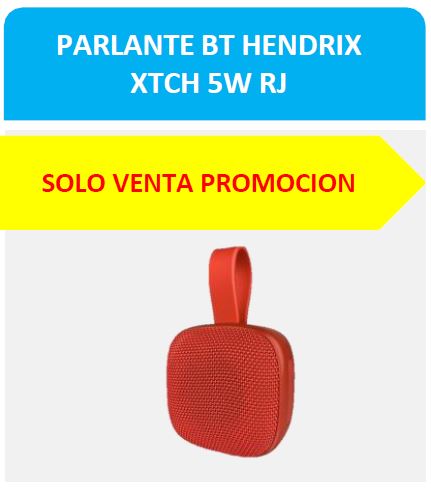 PARLANTE BT HENDRIX
XTCH 5W RJ
SOLO VENTA PROMOCION